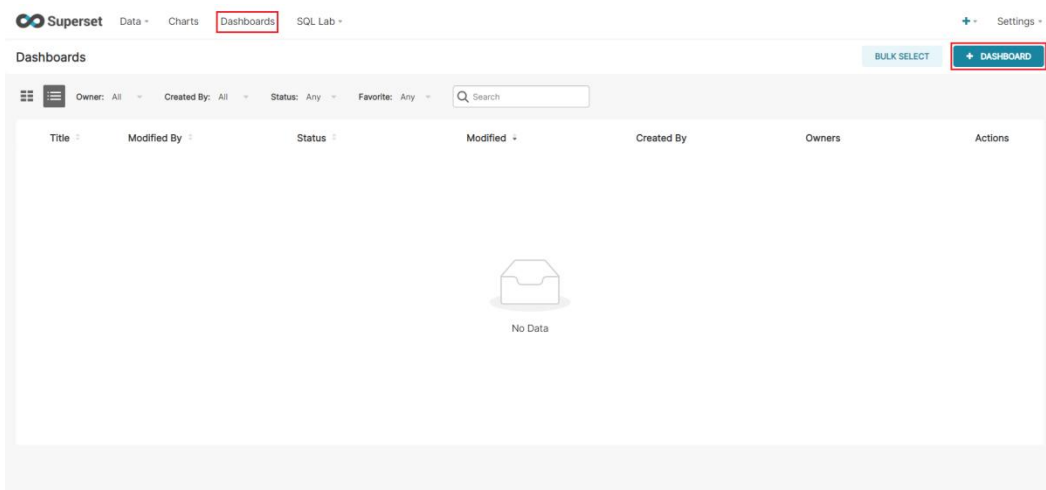 Superset Data Charts Dashboards SQL Lab + Settings
Dashboards BULK SELECT + DASHBOARD
Owner: All Created By: All Status: Any Favorite: Any Search
Title Modified By Status Modified Created By Owners Actions
No Data